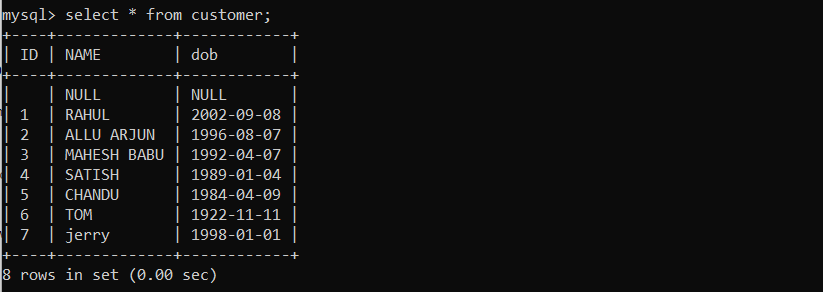 mysql> select * from customer;
+----+-------------+------------+
| ID | NAME        | dob        |
+----+-------------+------------+
|    | NULL        | NULL       |
| 1  | RAHUL       | 2002-09-08 |
| 2  | ALLU ARJUN  | 1996-08-07 |
| 3  | MAHESH BABU | 1992-04-07 |
| 4  | SATISH      | 1989-01-04 |
| 5  | CHANDU      | 1984-04-09 |
| 6  | TOM         | 1922-11-11 |
| 7  | jerry       | 1998-01-01 |
+----+-------------+------------+
8 rows in set (0.00 sec)